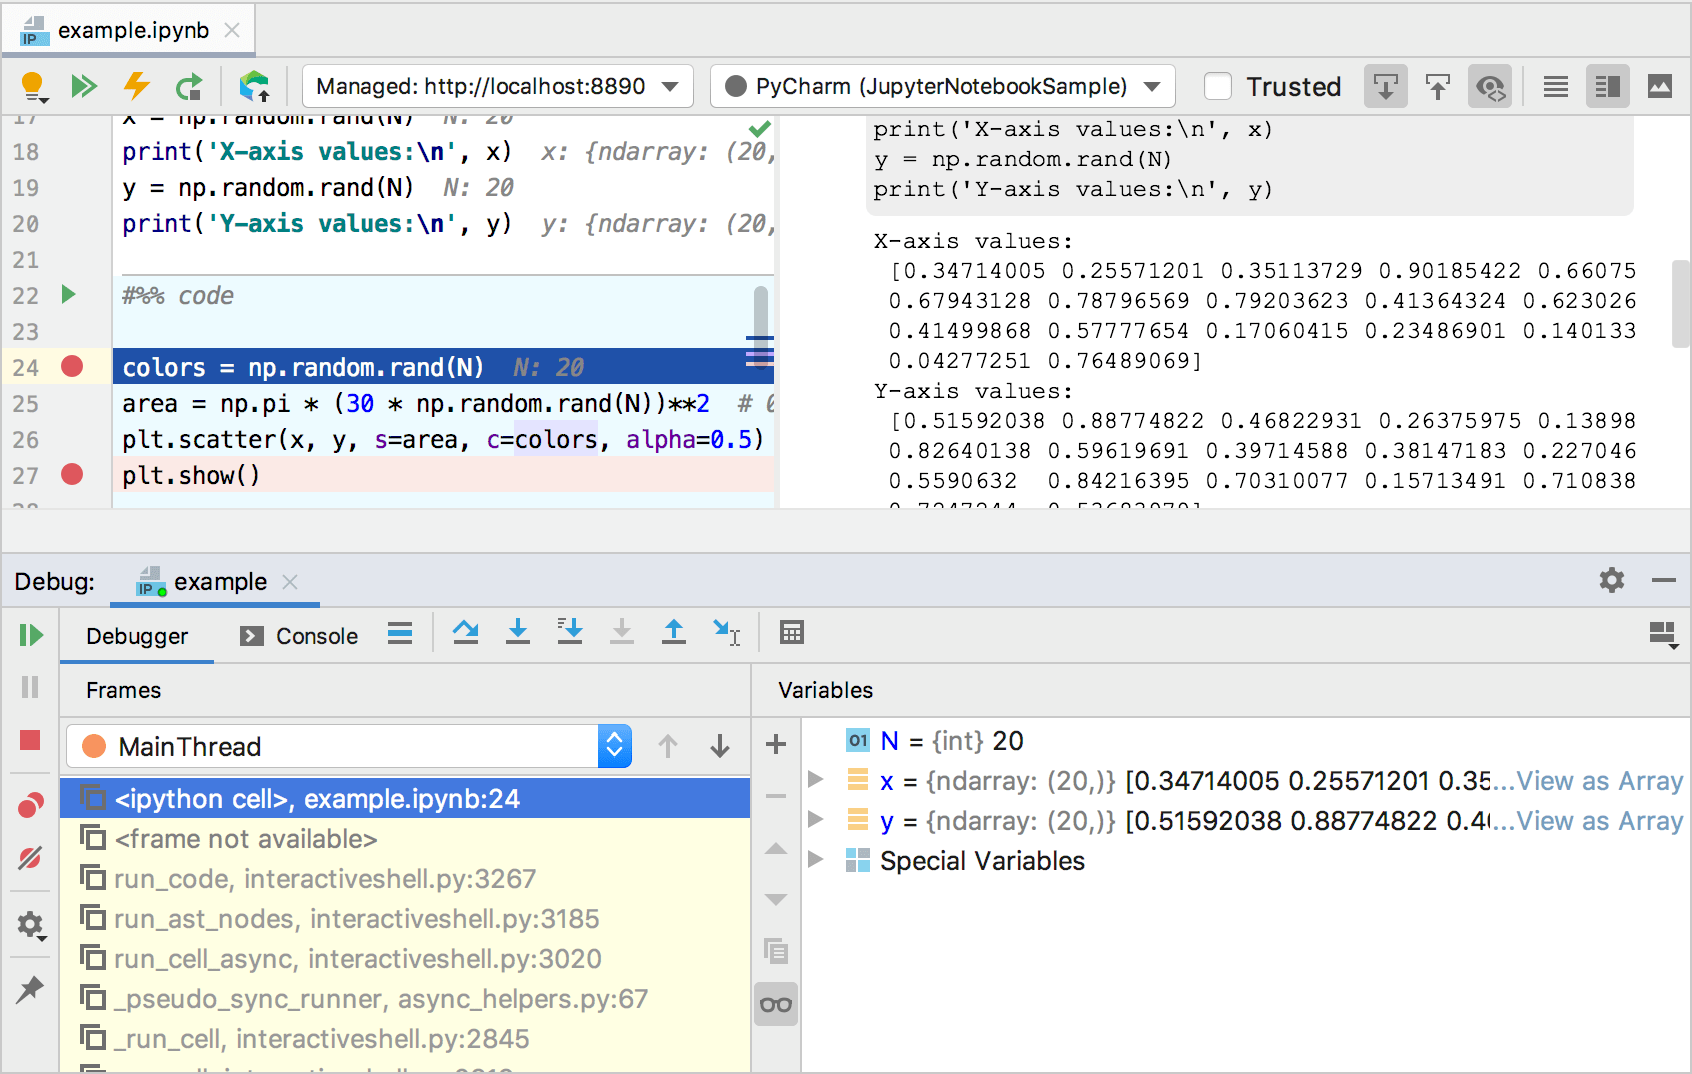 example.ipynb
IP
Managed: http://localhost:8890
PyCharm (JupyterNotebookSample)
Trusted
17 x = np.random.rand(N) N: 20
18 print('X-axis values:\n', x) x: {ndarray: (20,
19 y = np.random.rand(N) N: 20
20 print('Y-axis values:\n', y) y: {ndarray: (20,
21
22 #%% code
23
24 colors = np.random.rand(N) N: 20
25 area = np.pi * (30 * np.random.rand(N))**2 # 0
26 plt.scatter(x, y, s=area, c=colors, alpha=0.5)
27 plt.show()
28
print('X-axis values:\n', x)
y = np.random.rand(N)
print('Y-axis values:\n', y)
X-axis values:
[0.34714005 0.25571201 0.35113729 0.90185422 0.66075
0.67943128 0.78796569 0.79203623 0.41364324 0.623026
0.41499868 0.57777654 0.17060415 0.23486901 0.140133
0.04277251 0.76489069]
Y-axis values:
[0.51592038 0.88774822 0.46822931 0.26375975 0.13898
0.82640138 0.59619691 0.39714588 0.38147183 0.227046
0.5590632 0.84216395 0.70310077 0.15713491 0.710838
Debug:
IP
example
Debugger
Console
Frames
Variables
MainThread
<ipython cell>, example.ipynb:24
<frame not available>
run_code, interactiveshell.py:3267
run_ast_nodes, interactiveshell.py:3185
run_cell_async, interactiveshell.py:3020
_pseudo_sync_runner, async_helpers.py:67
_run_cell, interactiveshell.py:2845
01 N = {int} 20
x = {ndarray: (20,)} [0.34714005 0.25571201 0.35...View as Array
y = {ndarray: (20,)} [0.51592038 0.88774822 0.46...View as Array
Special Variables